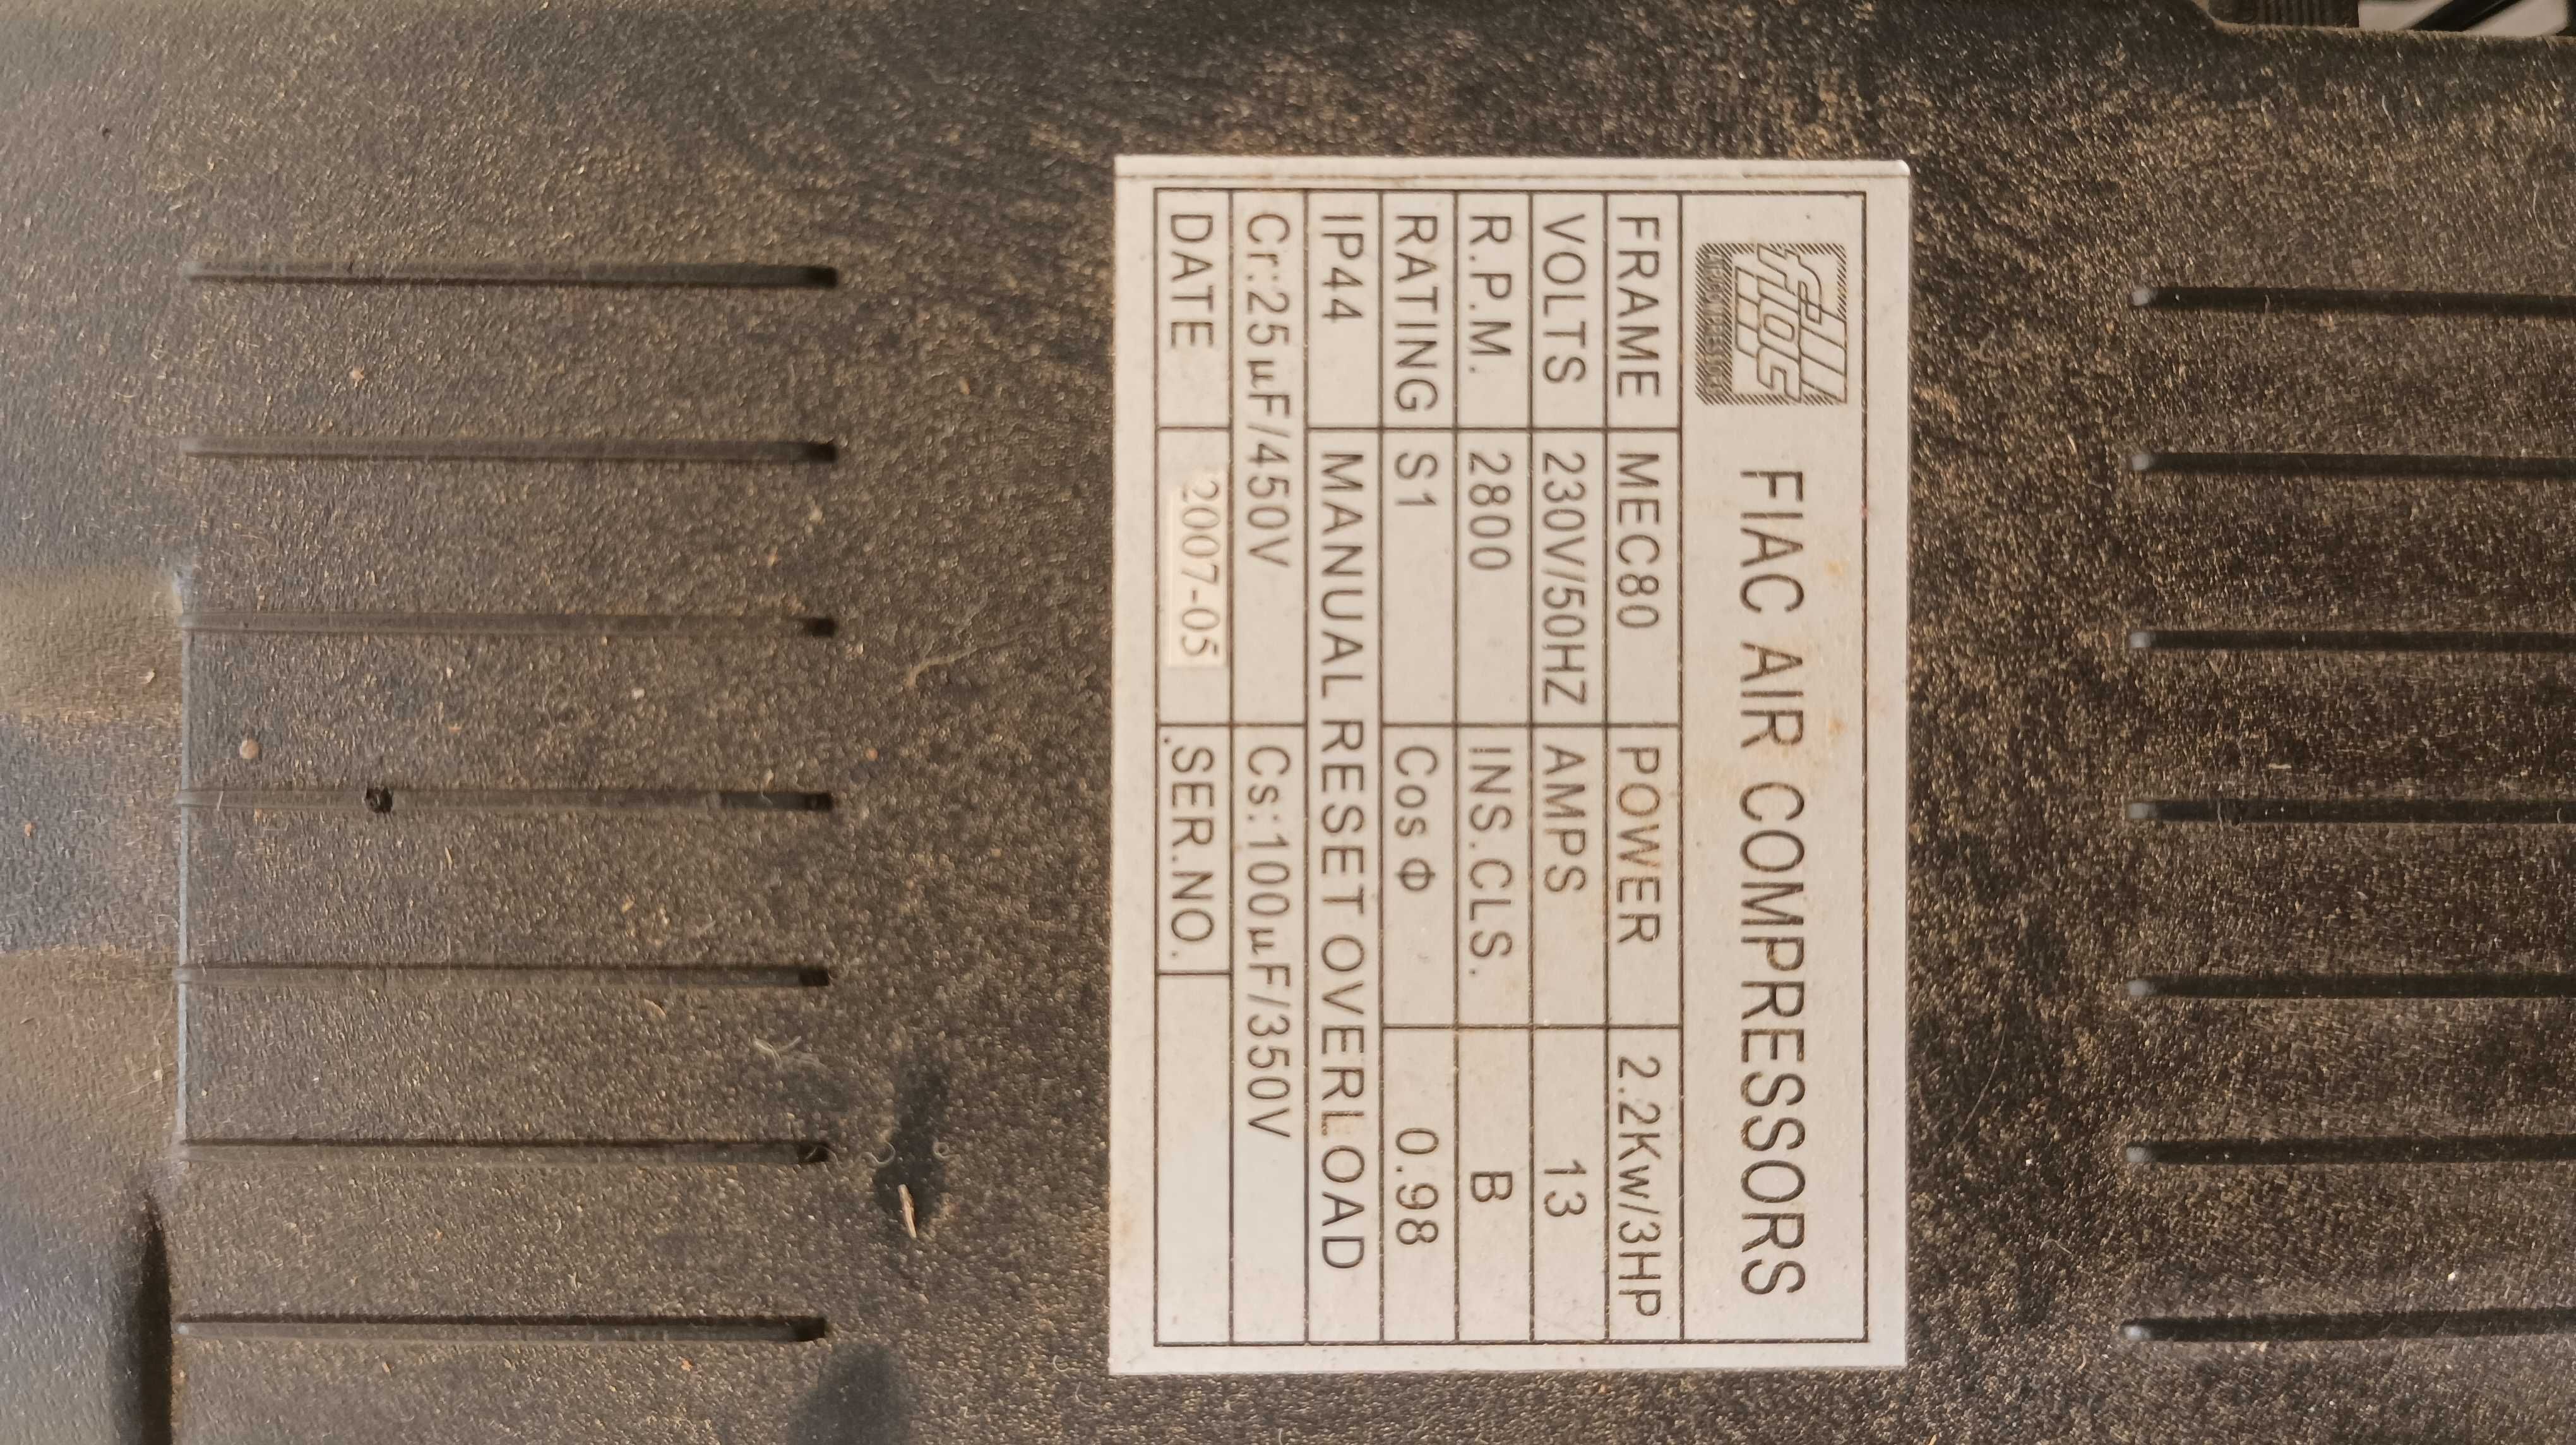 fiac
FIAC AIR COMPRESSORS
FRAME MEC80 POWER 2.2Kw/3HP
VOLTS 230V/50HZ AMPS 13
R.P.M. 2800 INS.CLS. B
RATING S1 Cos Φ 0.98
IP44 MANUAL RESET OVERLOAD
Cr:25μF/450V Cs:100μF/350V
DATE 2007-05 SER.NO.